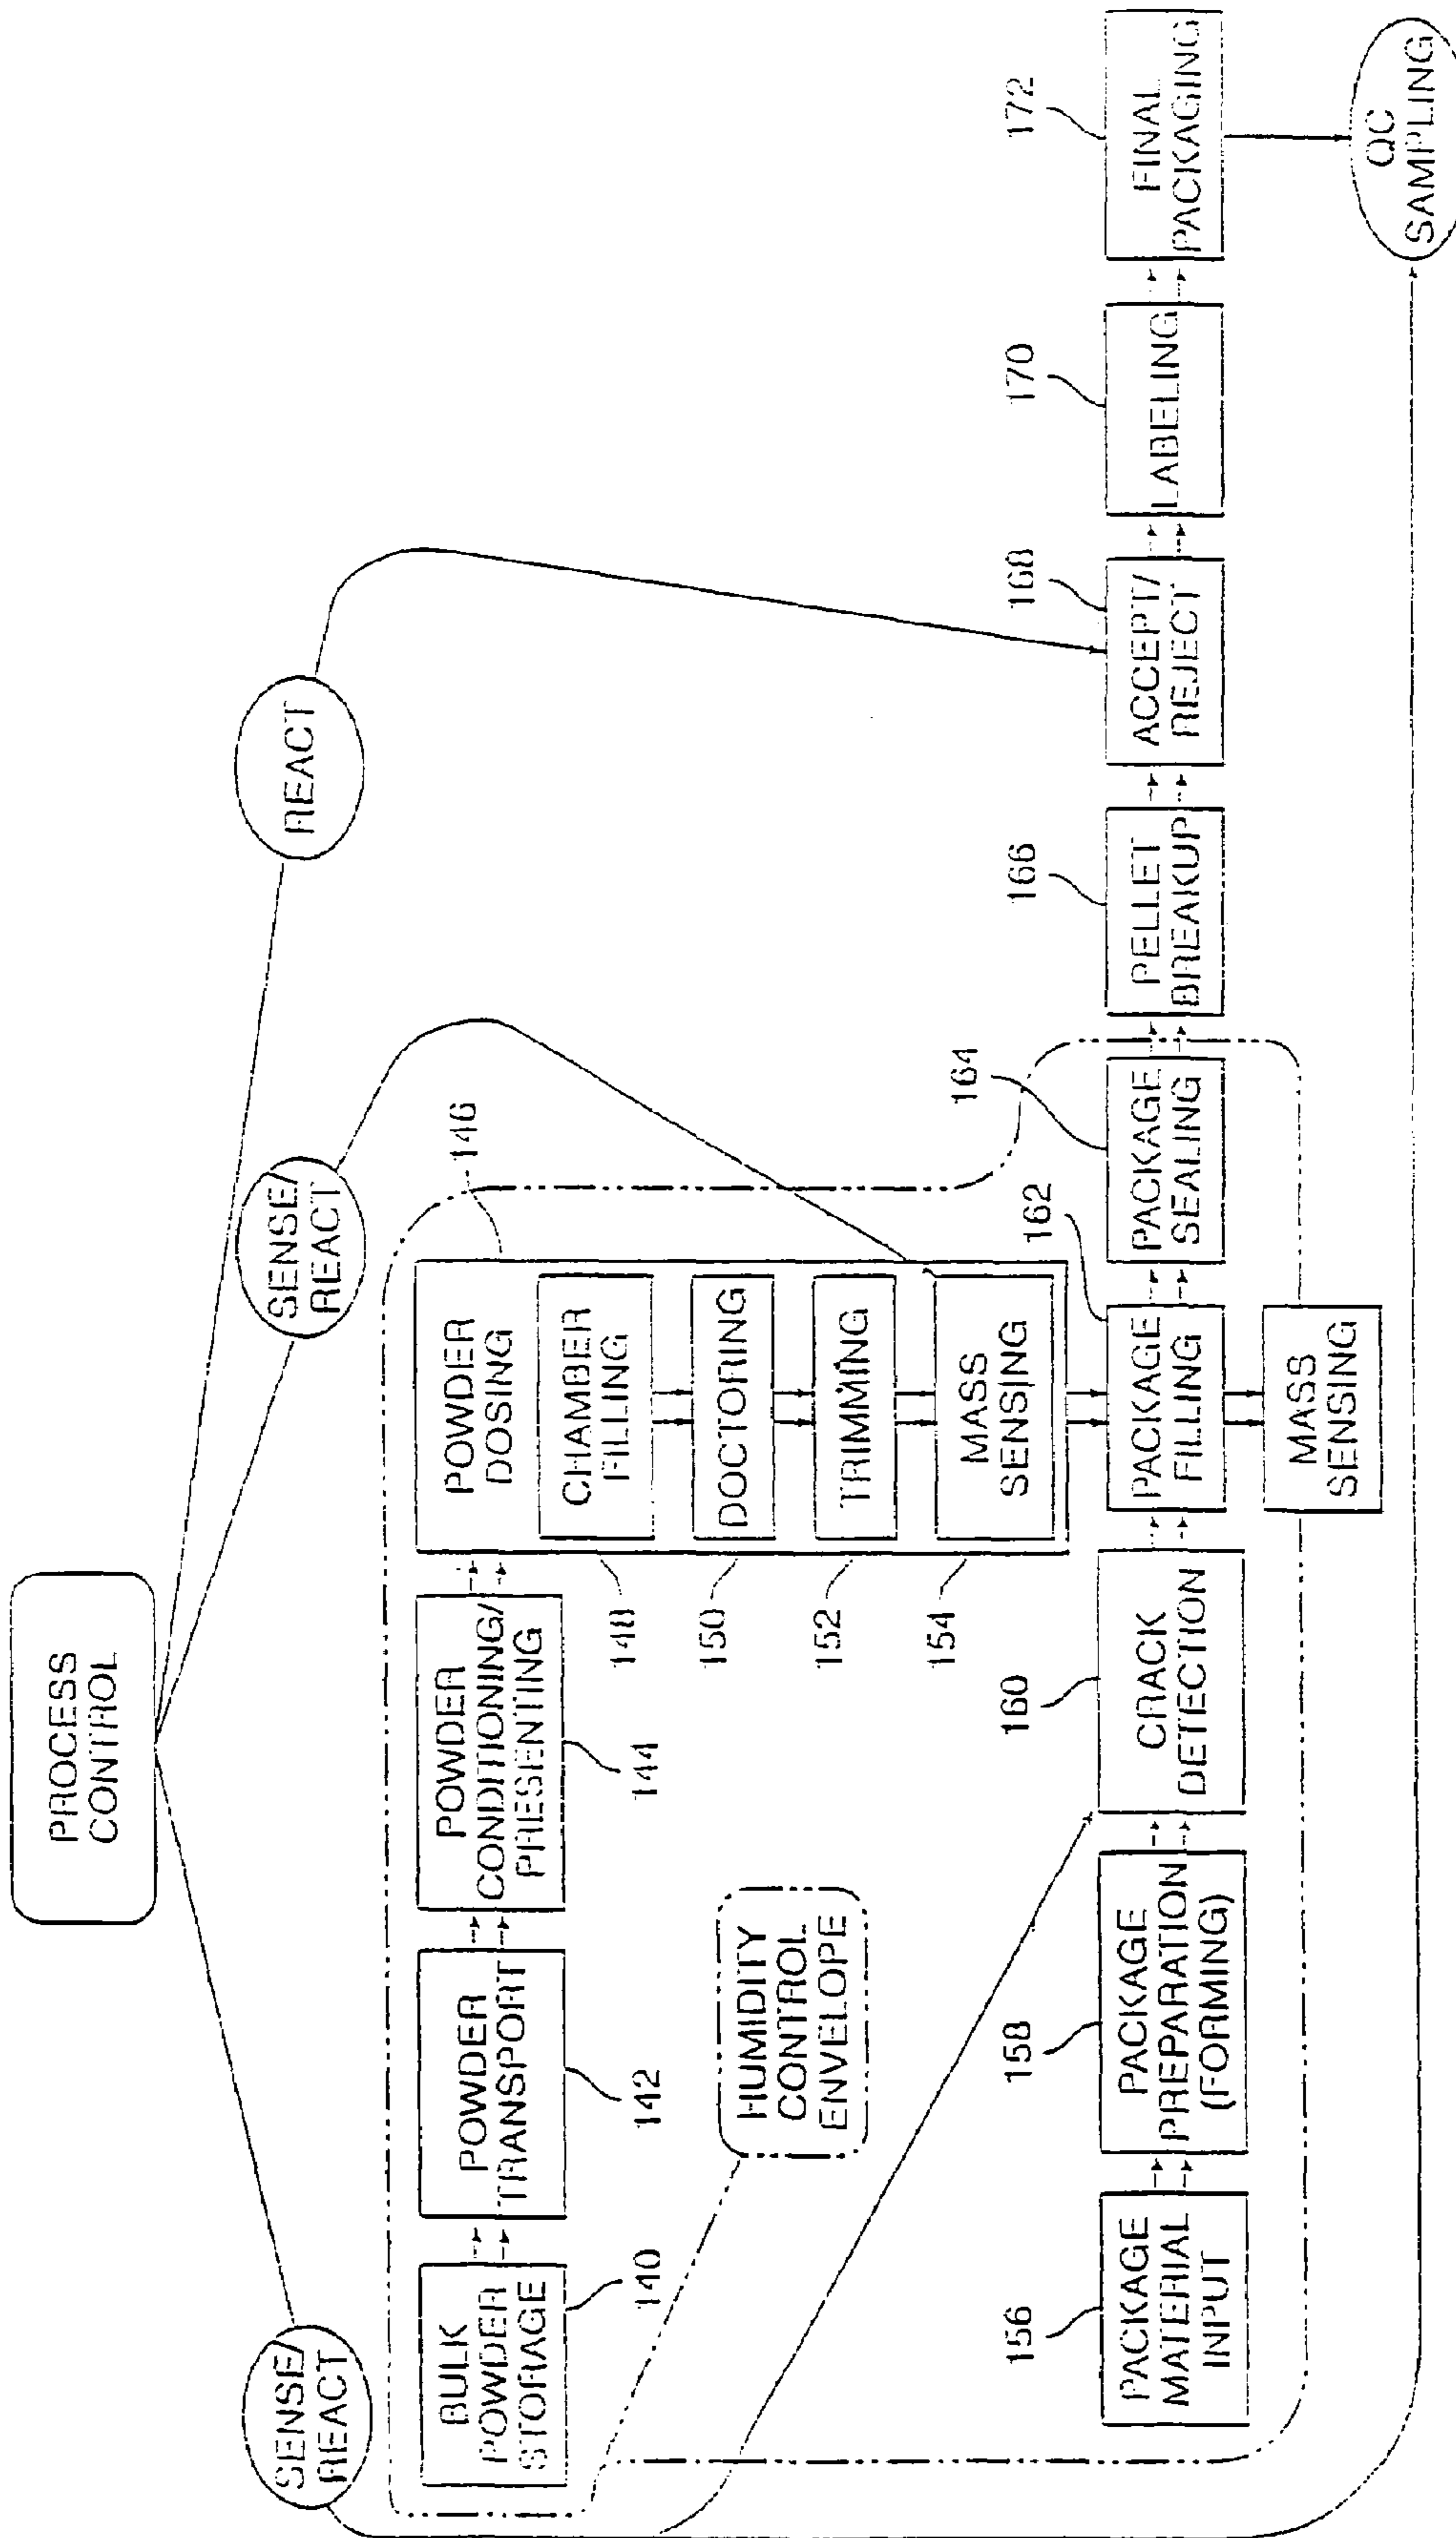 PROCESS
CONTROL
SENSE/
REACT
SENSE/
REACT
REACT
BULK
POWDER
STORAGE
140
POWDER
TRANSPORT
142
POWDER
CONDITIONING/
PRESENTING
144
POWDER
DOSING
146
CHAMBER
FILLING
148
DOCTORING
150
TRIMMING
152
MASS
SENSING
154
HUMIDITY
CONTROL
ENVELOPE
156
PACKAGE
MATERIAL
INPUT
158
PACKAGE
PREPARATION
(FORMING)
160
CRACK
DETECTION
162
PACKAGE
FILLING
MASS
SENSING
164
PACKAGE
SEALING
166
PELLET
BREAKUP
168
ACCEPT/
REJECT
170
LABELING
172
FINAL
PACKAGING
QC
SAMPLING